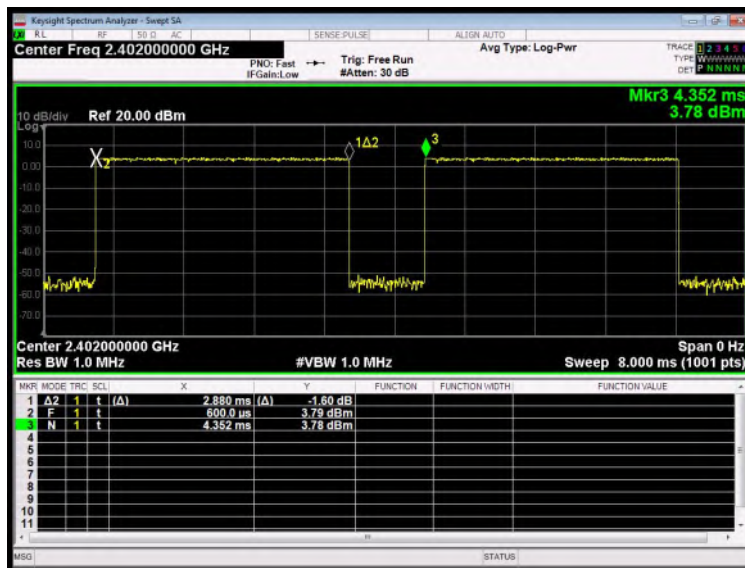 Keysight Spectrum Analyzer - Swept SA
RL RF 50 Ω AC SENSE:PULSE ALIGN AUTO
Center Freq 2.402000000 GHz
PNO: Fast
IFGain:Low
Trig: Free Run
#Atten: 30 dB
Avg Type: Log-Pwr
TRACE 1 2 3 4 5
TYPE W
DET P N N N N
Mkr3 4.352 ms
3.78 dBm
10 dB/div Ref 20.00 dBm
Log
10.0
0.00
-10.0
-20.0
-30.0
-40.0
-50.0
-60.0
-70.0
2
1Δ2
3
Center 2.402000000 GHz Span 0 Hz
Res BW 1.0 MHz #VBW 1.0 MHz Sweep 8.000 ms (1001 pts)
MKR MODE TRC SCL X Y FUNCTION FUNCTION WIDTH FUNCTION VALUE
1 Δ2 1 t (Δ) 2.880 ms (Δ) -1.60 dB
2 F 1 t 600.0 µs 3.79 dBm
3 N 1 t 4.352 ms 3.78 dBm
4
5
6
7
8
9
10
11
MSG STATUS